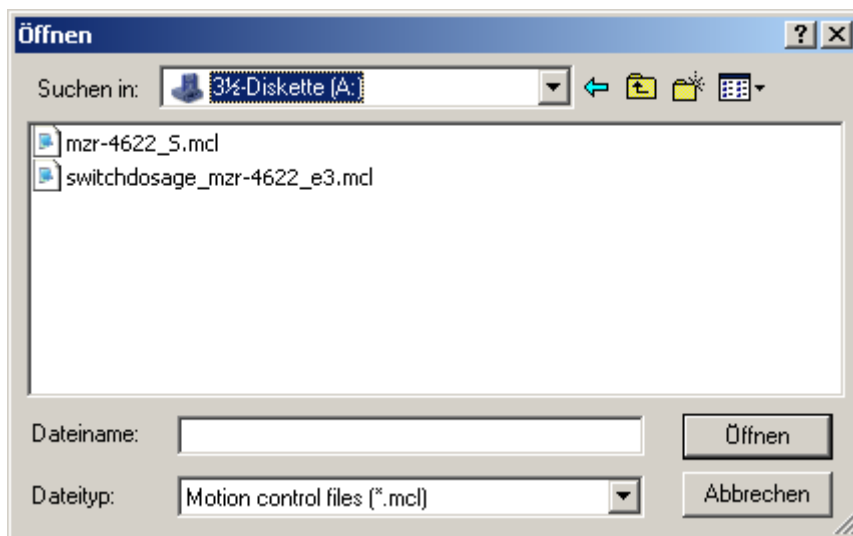 Öffnen
Suchen in: 3½-Diskette (A:)
mzr-4622_S.mcl
switchdosage_mzr-4622_e3.mcl
Dateiname:
Öffnen
Dateityp: Motion control files (*.mcl)
Abbrechen